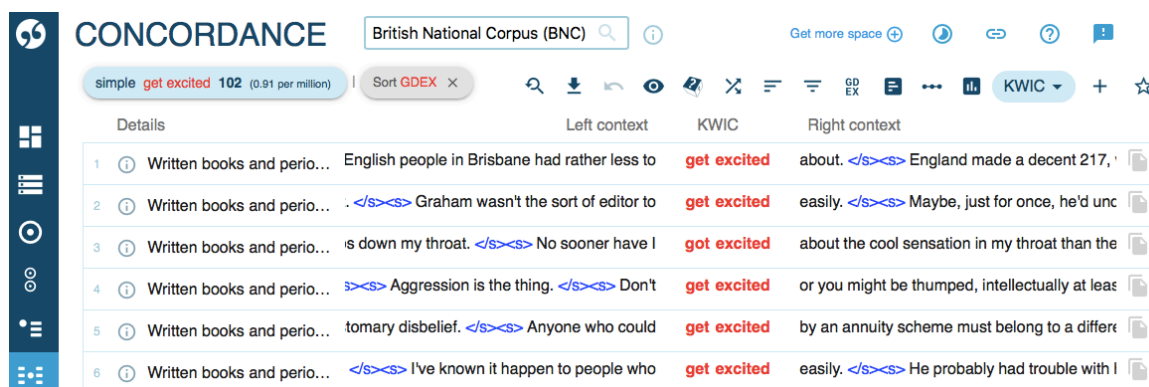 CONCORDANCE British National Corpus (BNC) Get more space
simple get excited 102 (0.91 per million) Sort GDEX × GD EX KWIC
Details Left context KWIC Right context
1 Written books and perio... English people in Brisbane had rather less to get excited about. </s><s> England made a decent 217,
2 Written books and perio... . </s><s> Graham wasn't the sort of editor to get excited easily. </s><s> Maybe, just for once, he'd
3 Written books and perio... down my throat. </s><s> No sooner have I got excited about the cool sensation in my throat than the
4 Written books and perio... <s> Aggression is the thing. </s><s> Don't get excited or you might be thumped, intellectually at
5 Written books and perio... disbelief. </s><s> Anyone who could get excited by an annuity scheme must belong to a
6 Written books and perio... </s><s> I've known it happen to people who get excited easily. </s><s> He probably had trouble with